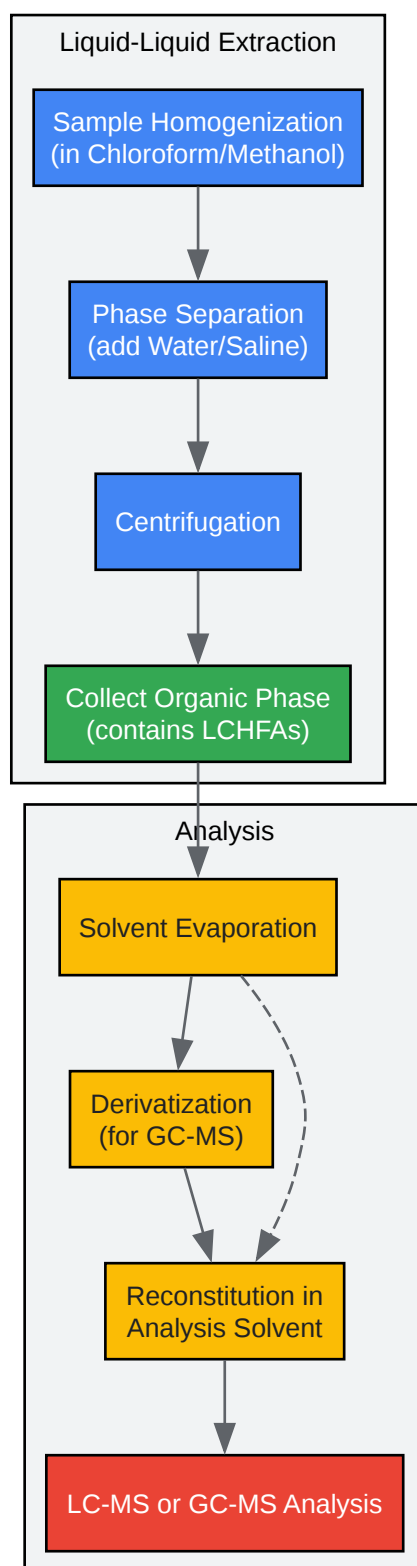 Liquid-Liquid Extraction
Sample Homogenization
(in Chloroform/Methanol)
Phase Separation
(add Water/Saline)
Centrifugation
Collect Organic Phase
(contains LCHFAs)
Analysis
Solvent Evaporation
Derivatization
(for GC-MS)
Reconstitution in
Analysis Solvent
LC-MS or GC-MS Analysis